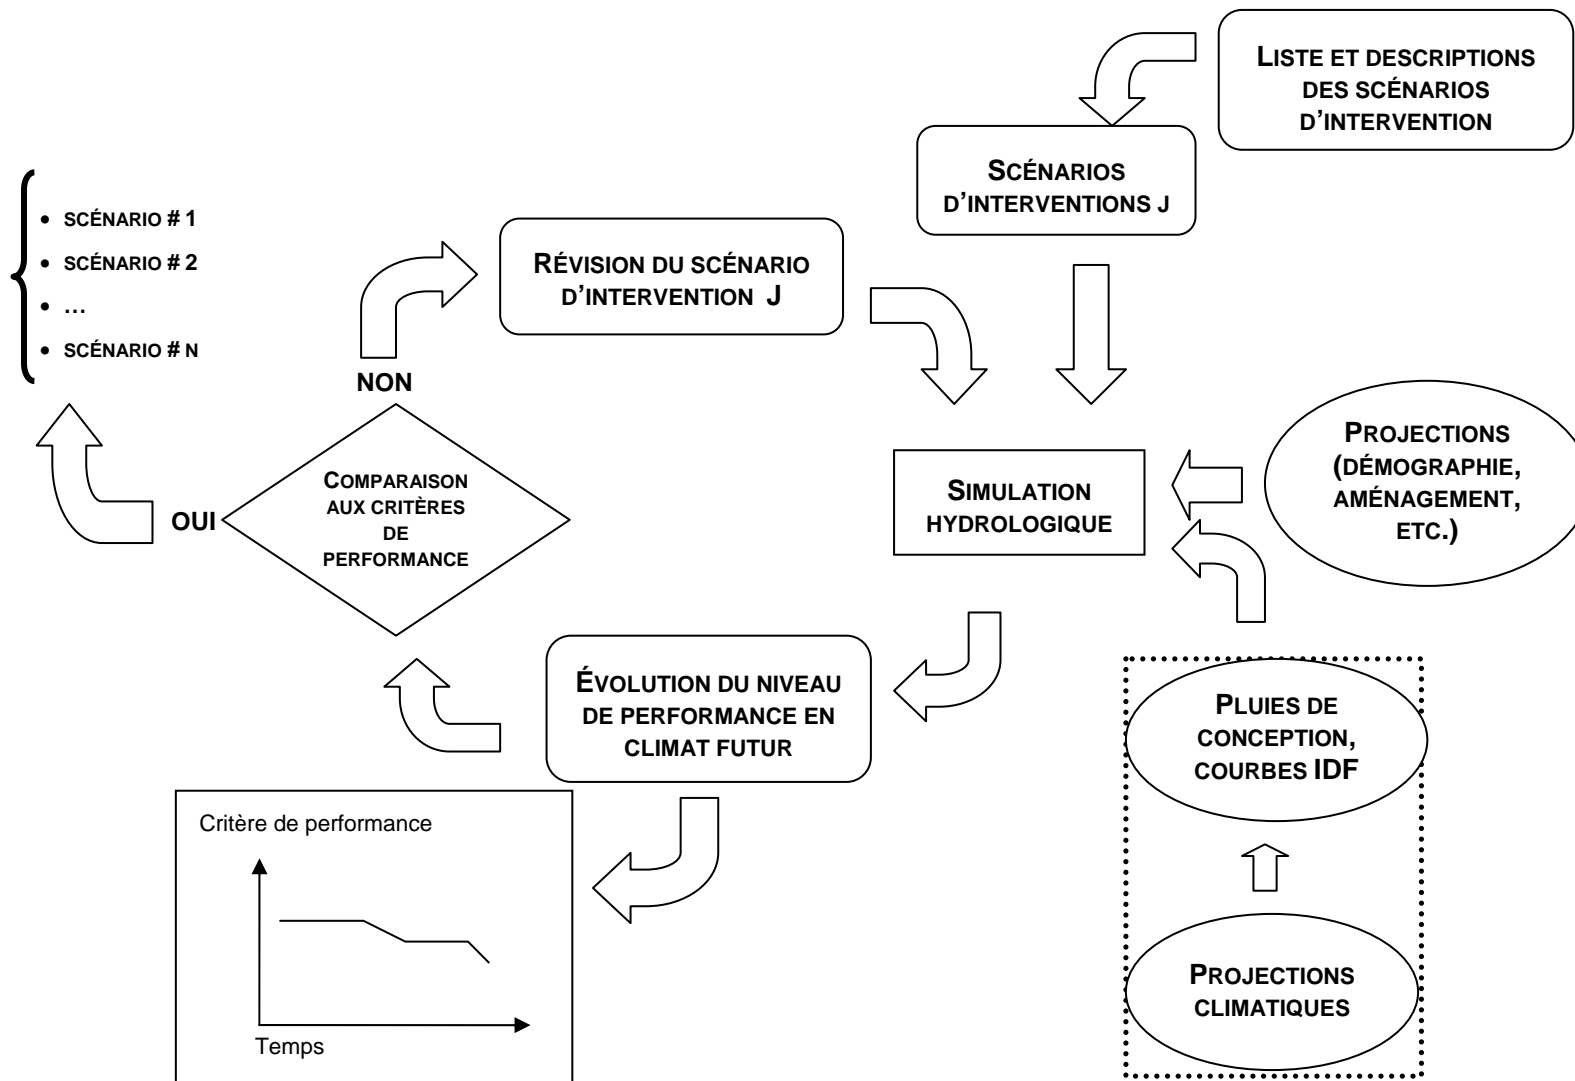 LISTE ET DESCRIPTIONS
DES SCÉNARIOS
D'INTERVENTION
SCÉNARIOS
D'INTERVENTIONS J
• SCÉNARIO # 1
• SCÉNARIO # 2
• …
• SCÉNARIO # N
RÉVISION DU SCÉNARIO
D'INTERVENTION J
NON
COMPARAISON
AUX CRITÈRES
DE
PERFORMANCE
OUI
SIMULATION
HYDROLOGIQUE
PROJECTIONS
(DÉMOGRAPHIE,
AMÉNAGEMENT,
ETC.)
ÉVOLUTION DU NIVEAU
DE PERFORMANCE EN
CLIMAT FUTUR
PLUIES DE
CONCEPTION,
COURBES IDF
PROJECTIONS
CLIMATIQUES
Critère de performance
Temps